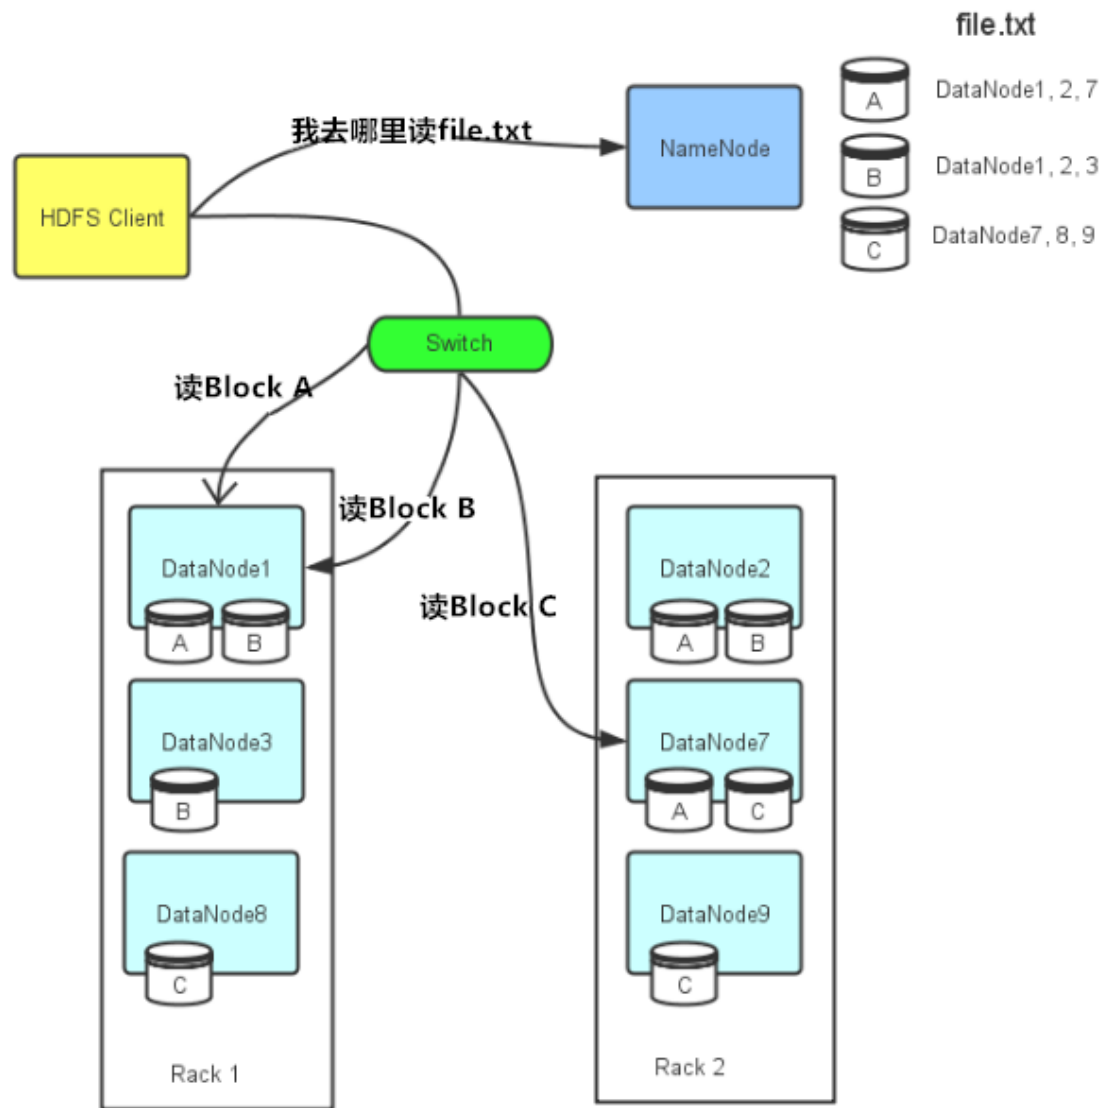 file.txt
A
DataNode1, 2, 7
我去哪里读file.txt
NameNode
B
DataNode1, 2, 3
HDFS Client
C
DataNode7, 8, 9
Switch
读Block A
读Block B
DataNode1
A
B
DataNode2
A
B
读Block C
DataNode3
B
DataNode7
A
C
DataNode8
C
DataNode9
C
Rack 1
Rack 2